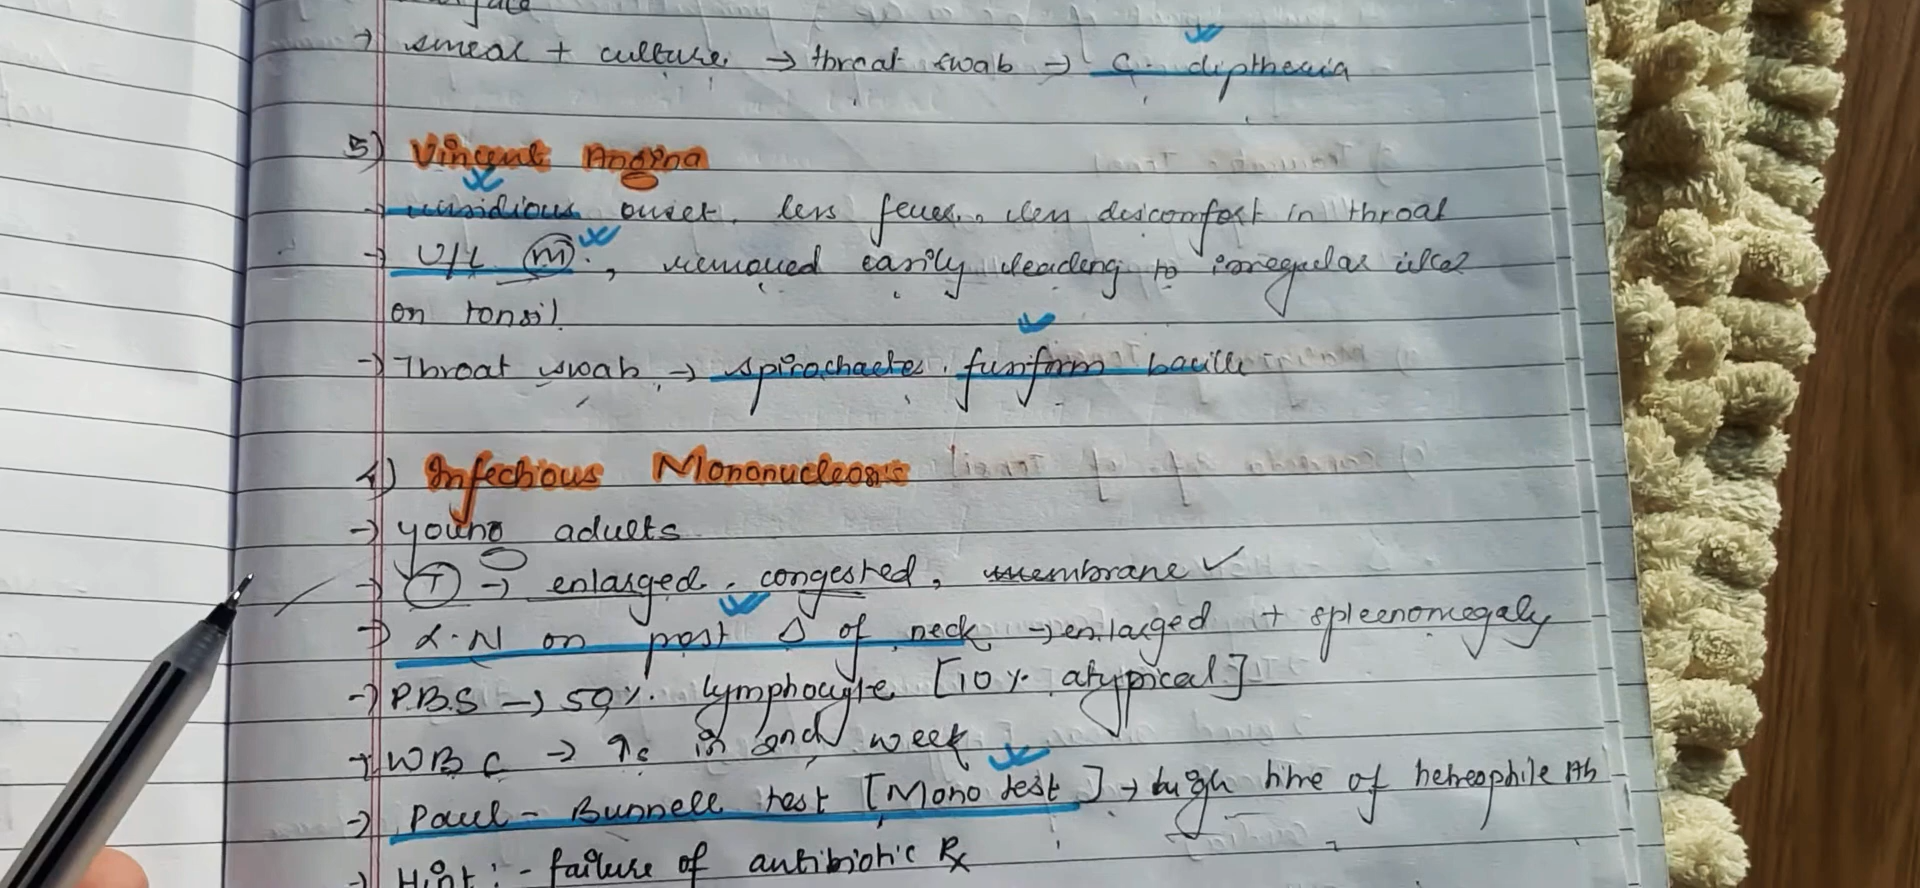 → smear + culture → throat swab → C. diptheria
5) Vincent Angina
→ insidious onset, less fever, less discomfort in throat
→ U/L (m), removed easily leading to irregular ulcer
on tonsil
→ Throat swab → spirochaetes, fusiform bacilli
4) Infectious Mononucleosis
→ young adults
→ (T) → enlarged, congested, membrane ✓
→ L.N on post Δ of neck → enlarged + spleenomegaly
→ P.B.S → 50%. lymphocyte [10%. atypical]
→ WBC → ↑s in 2nd week
→ Paul - Bunnell test [Mono test] → high titre of heterophile Ab
→ Hint :- failure of antibiotic Rx